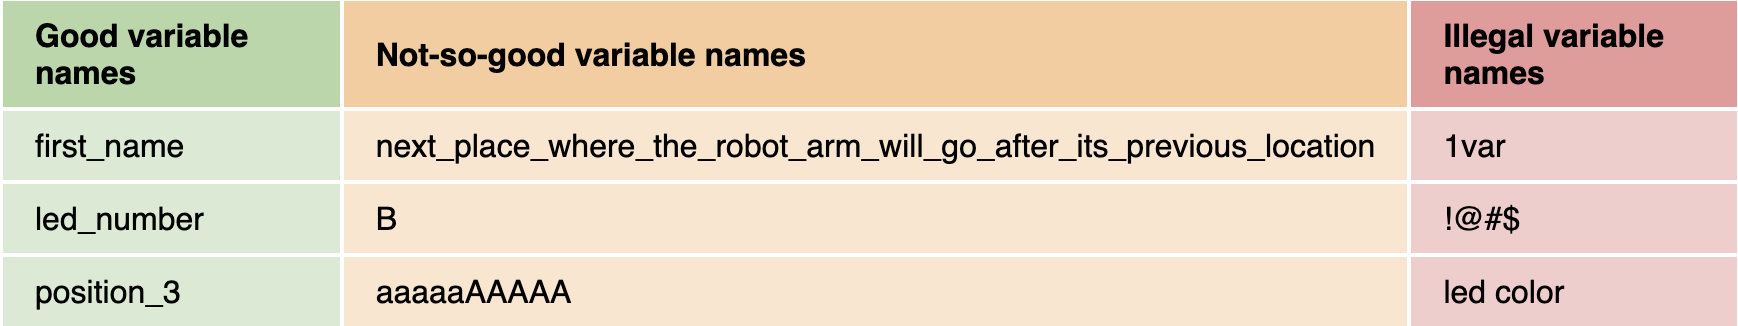 Good variable
names
Not-so-good variable names
Illegal variable
names
first_name
next_place_where_the_robot_arm_will_go_after_its_previous_location
1var
led_number
B
!@#$
position_3
aaaaaAAAAA
led color